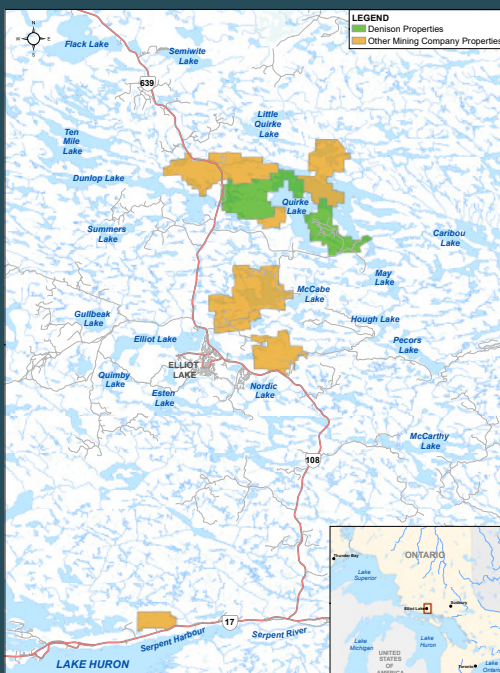 LEGEND
Denison Properties
Other Mining Company Properties
N
W
E
S
Flack Lake
Semiwite
Lake
639
Little
Quirke
Lake
Ten
Mile
Lake
Dunlop Lake
Quirke
Lake
Summers
Lake
Caribou
Lake
May
Lake
McCabe
Lake
Gullbeak
Lake
Hough Lake
Elliot Lake
Pecors
Lake
ELLIOT
LAKE
Quimby
Lake
Nordic
Lake
Esten
Lake
McCarthy
Lake
108
17
Serpent Harbour
Serpent River
LAKE HURON
ONTARIO
Thunder Bay
Lake
Superior
Elliot Lake
Sudbury
Lake
Michigan
Lake
Huron
UNITED
STATES
OF
AMERICA
Toronto
Lake
Ontario